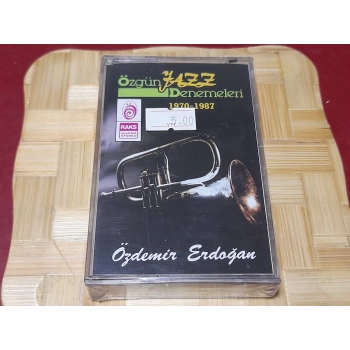 Özgün JAZZ
Denemeleri
1970-1987
5.00
RAKS
Özdemir Erdoğan